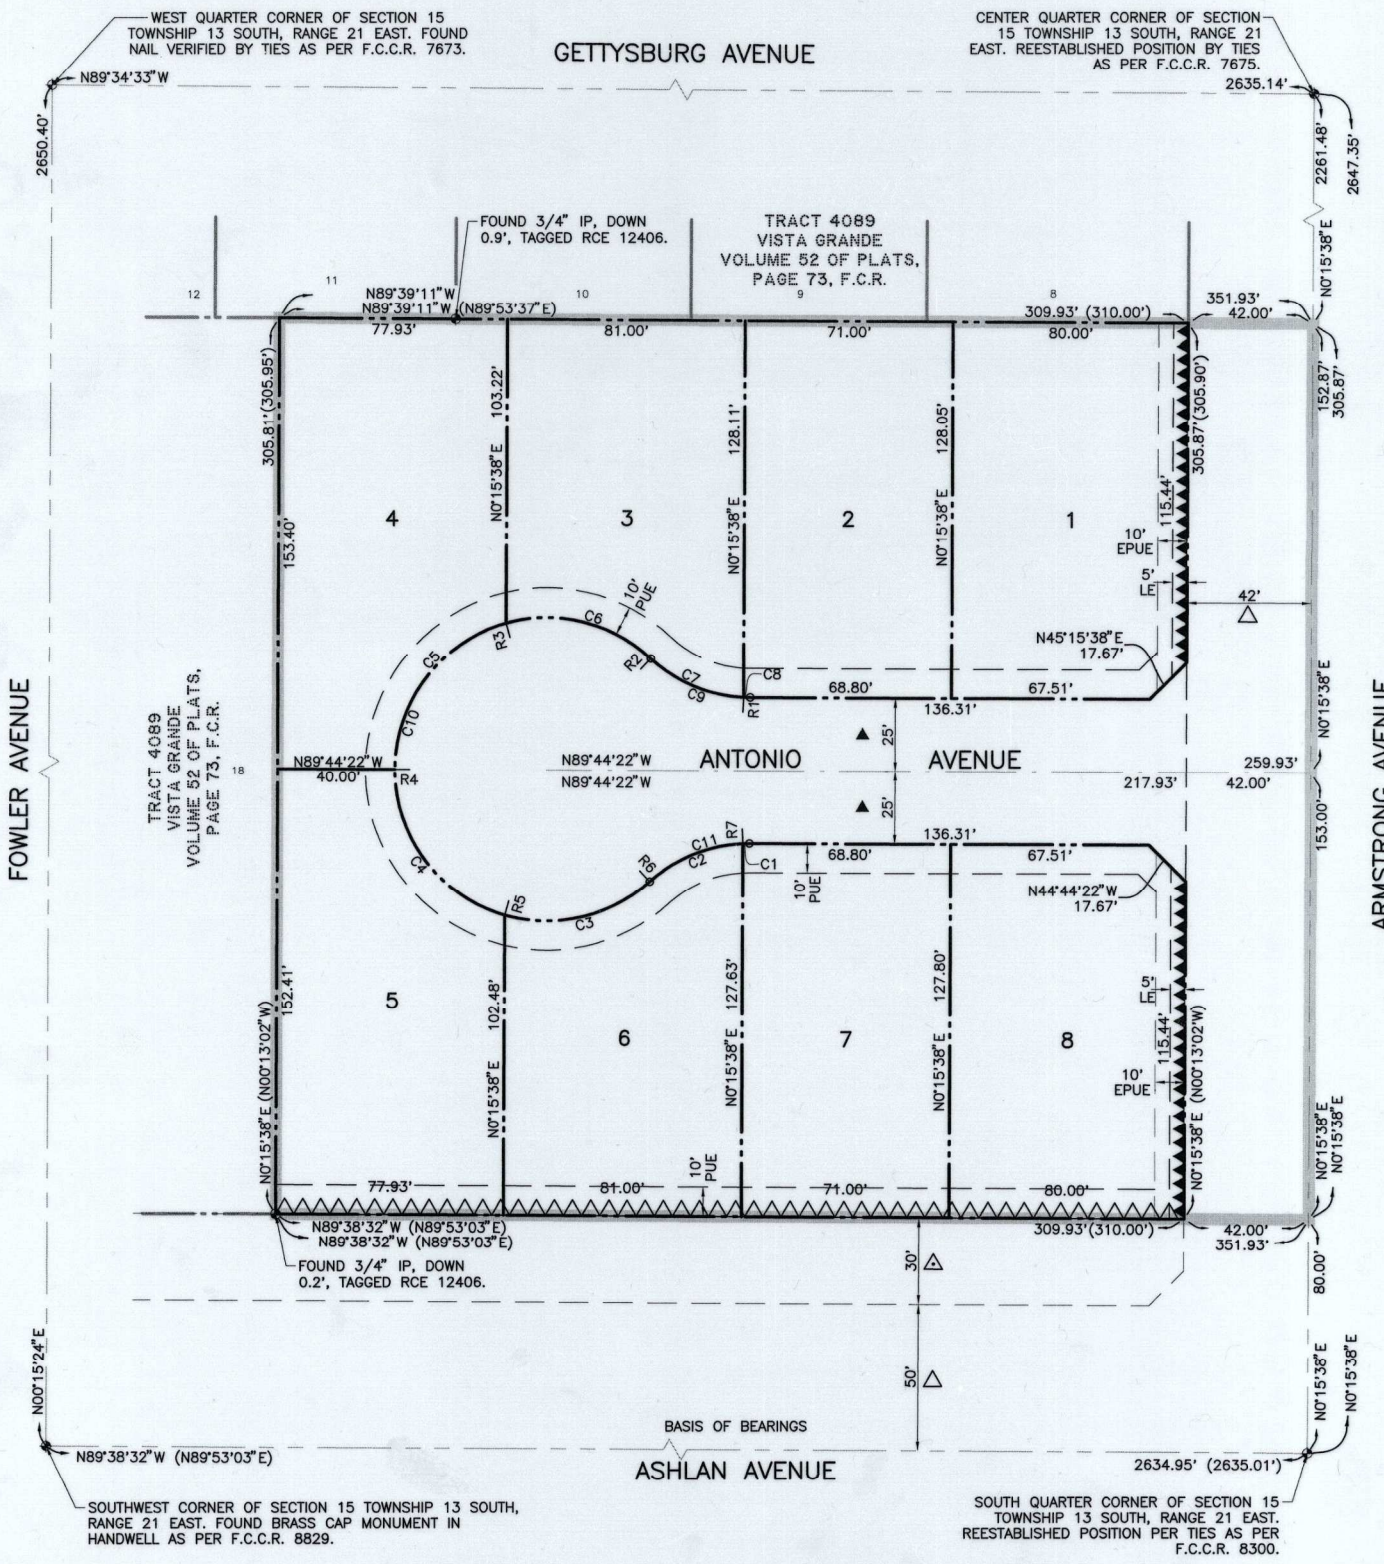 WEST QUARTER CORNER OF SECTION 15
TOWNSHIP 13 SOUTH, RANGE 21 EAST. FOUND
NAIL VERIFIED BY TIES AS PER F.C.C.R. 7673.
GETTYSBURG AVENUE
CENTER QUARTER CORNER OF SECTION
15 TOWNSHIP 13 SOUTH, RANGE 21
EAST. REESTABLISHED POSITION BY TIES
AS PER F.C.C.R. 7675.
N89°34'33"W
2635.14'
2650.40'
2261.48'
2647.35'
N0°15'38"E
FOUND 3/4" IP, DOWN
0.9', TAGGED RCE 12406.
TRACT 4089
VISTA GRANDE
VOLUME 52 OF PLATS,
PAGE 73, F.C.R.
12
11
10
9
8
N89°39'11"W
N89°39'11"W (N89°53'37"E)
77.93'
81.00'
71.00'
309.93' (310.00')
80.00'
351.93'
42.00'
305.81'(305.95')
103.22'
128.11'
128.05'
305.87'(305.90')
152.87'
305.87'
153.40'
N0°15'38"E
N0°15'38"E
N0°15'38"E
4
3
2
1
115.44'
10'
EPUE
5'
LE
42'
10'
PUE
C6
R3
R2
C5
C7
C9
C8
R1
C10
N45°15'38"E
17.67'
68.80'
67.51'
136.31'
N0°15'38"E
FOWLER AVENUE
TRACT 4089
VISTA GRANDE
VOLUME 52 OF PLATS,
PAGE 73, F.C.R.
18
N89°44'22"W
40.00'
R4
N89°44'22"W
N89°44'22"W
ANTONIO AVENUE
25'
25'
217.93'
259.93'
42.00'
ARMSTRONG AVENUE
153.00'
C4
R5
C3
R6
C2
C11
R7
C1
136.31'
68.80'
67.51'
10'
PUE
N44°44'22"W
17.67'
152.41'
102.48'
127.63'
127.80'
115.44'
5'
LE
10'
EPUE
5
6
7
8
N0°15'38"E
N0°15'38"E
N0°15'38"E
N0°15'38"E (N00°13'02"W)
N0°15'38"E (N00°13'02"W)
N0°15'38"E
N0°15'38"E
10'
PUE
77.93'
81.00'
71.00'
80.00'
N89°38'32"W (N89°53'03"E)
N89°38'32"W (N89°53'03"E)
309.93'(310.00')
42.00'
351.93'
FOUND 3/4" IP, DOWN
0.2', TAGGED RCE 12406.
30'
80.00'
50'
N00°15'24"E
N0°15'38"E
N0°15'38"E
BASIS OF BEARINGS
N89°38'32"W (N89°53'03"E)
ASHLAN AVENUE
2634.95' (2635.01')
SOUTHWEST CORNER OF SECTION 15 TOWNSHIP 13 SOUTH,
RANGE 21 EAST. FOUND BRASS CAP MONUMENT IN
HANDWELL AS PER F.C.C.R. 8829.
SOUTH QUARTER CORNER OF SECTION 15
TOWNSHIP 13 SOUTH, RANGE 21 EAST.
REESTABLISHED POSITION PER TIES AS PER
F.C.C.R. 8300.